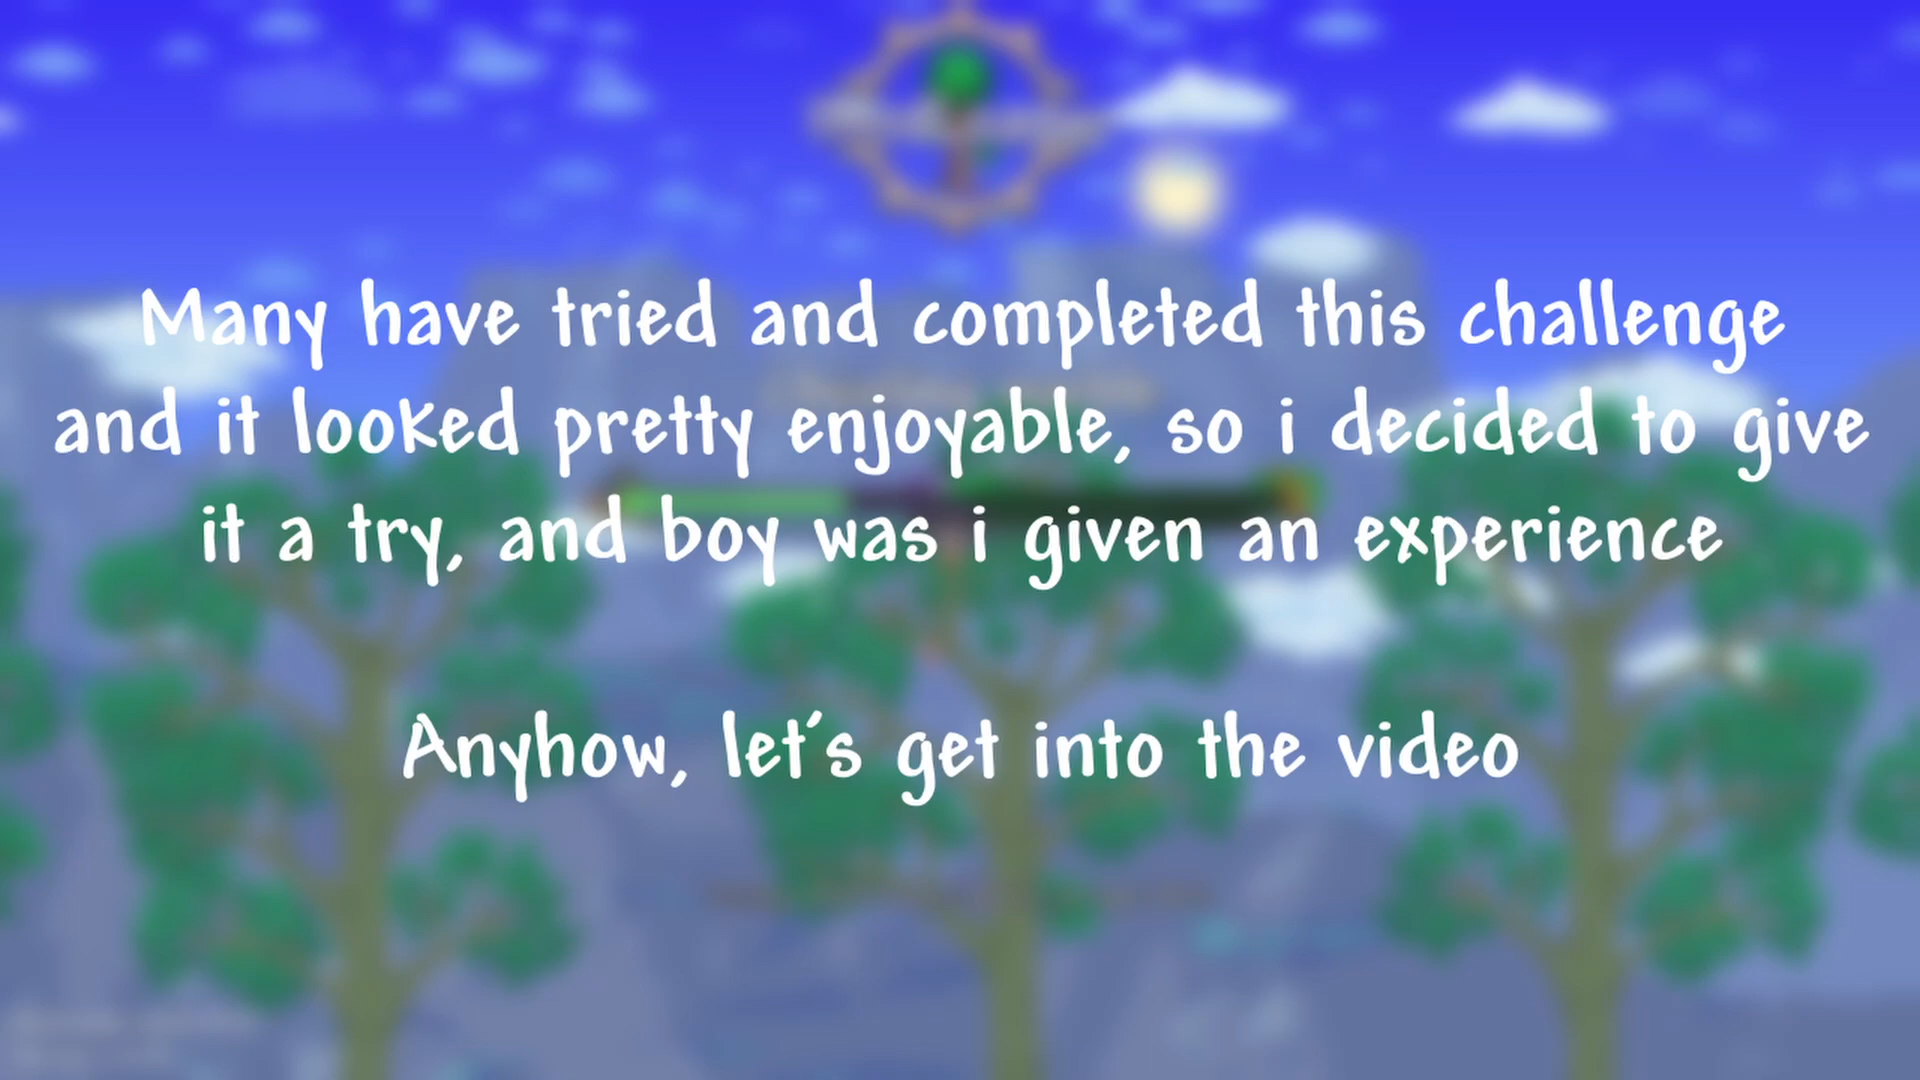 Many have tried and completed this challenge
and it looked pretty enjoyable, so i decided to give
it a try, and boy was i given an experience
Anyhow, let's get into the video